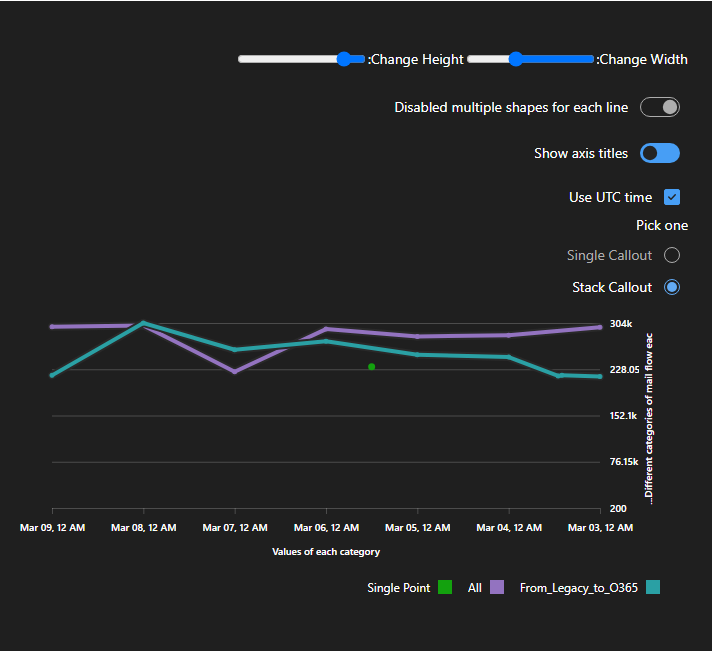 :Change Height :Change Width
Disabled multiple shapes for each line
Show axis titles
Use UTC time
Pick one
Single Callout
Stack Callout
304k
228.05
152.1k
76.15k
200
...Different categories of mail flow eac
Mar 09, 12 AM Mar 08, 12 AM Mar 07, 12 AM Mar 06, 12 AM Mar 05, 12 AM Mar 04, 12 AM Mar 03, 12 AM
Values of each category
Single Point All From_Legacy_to_O365